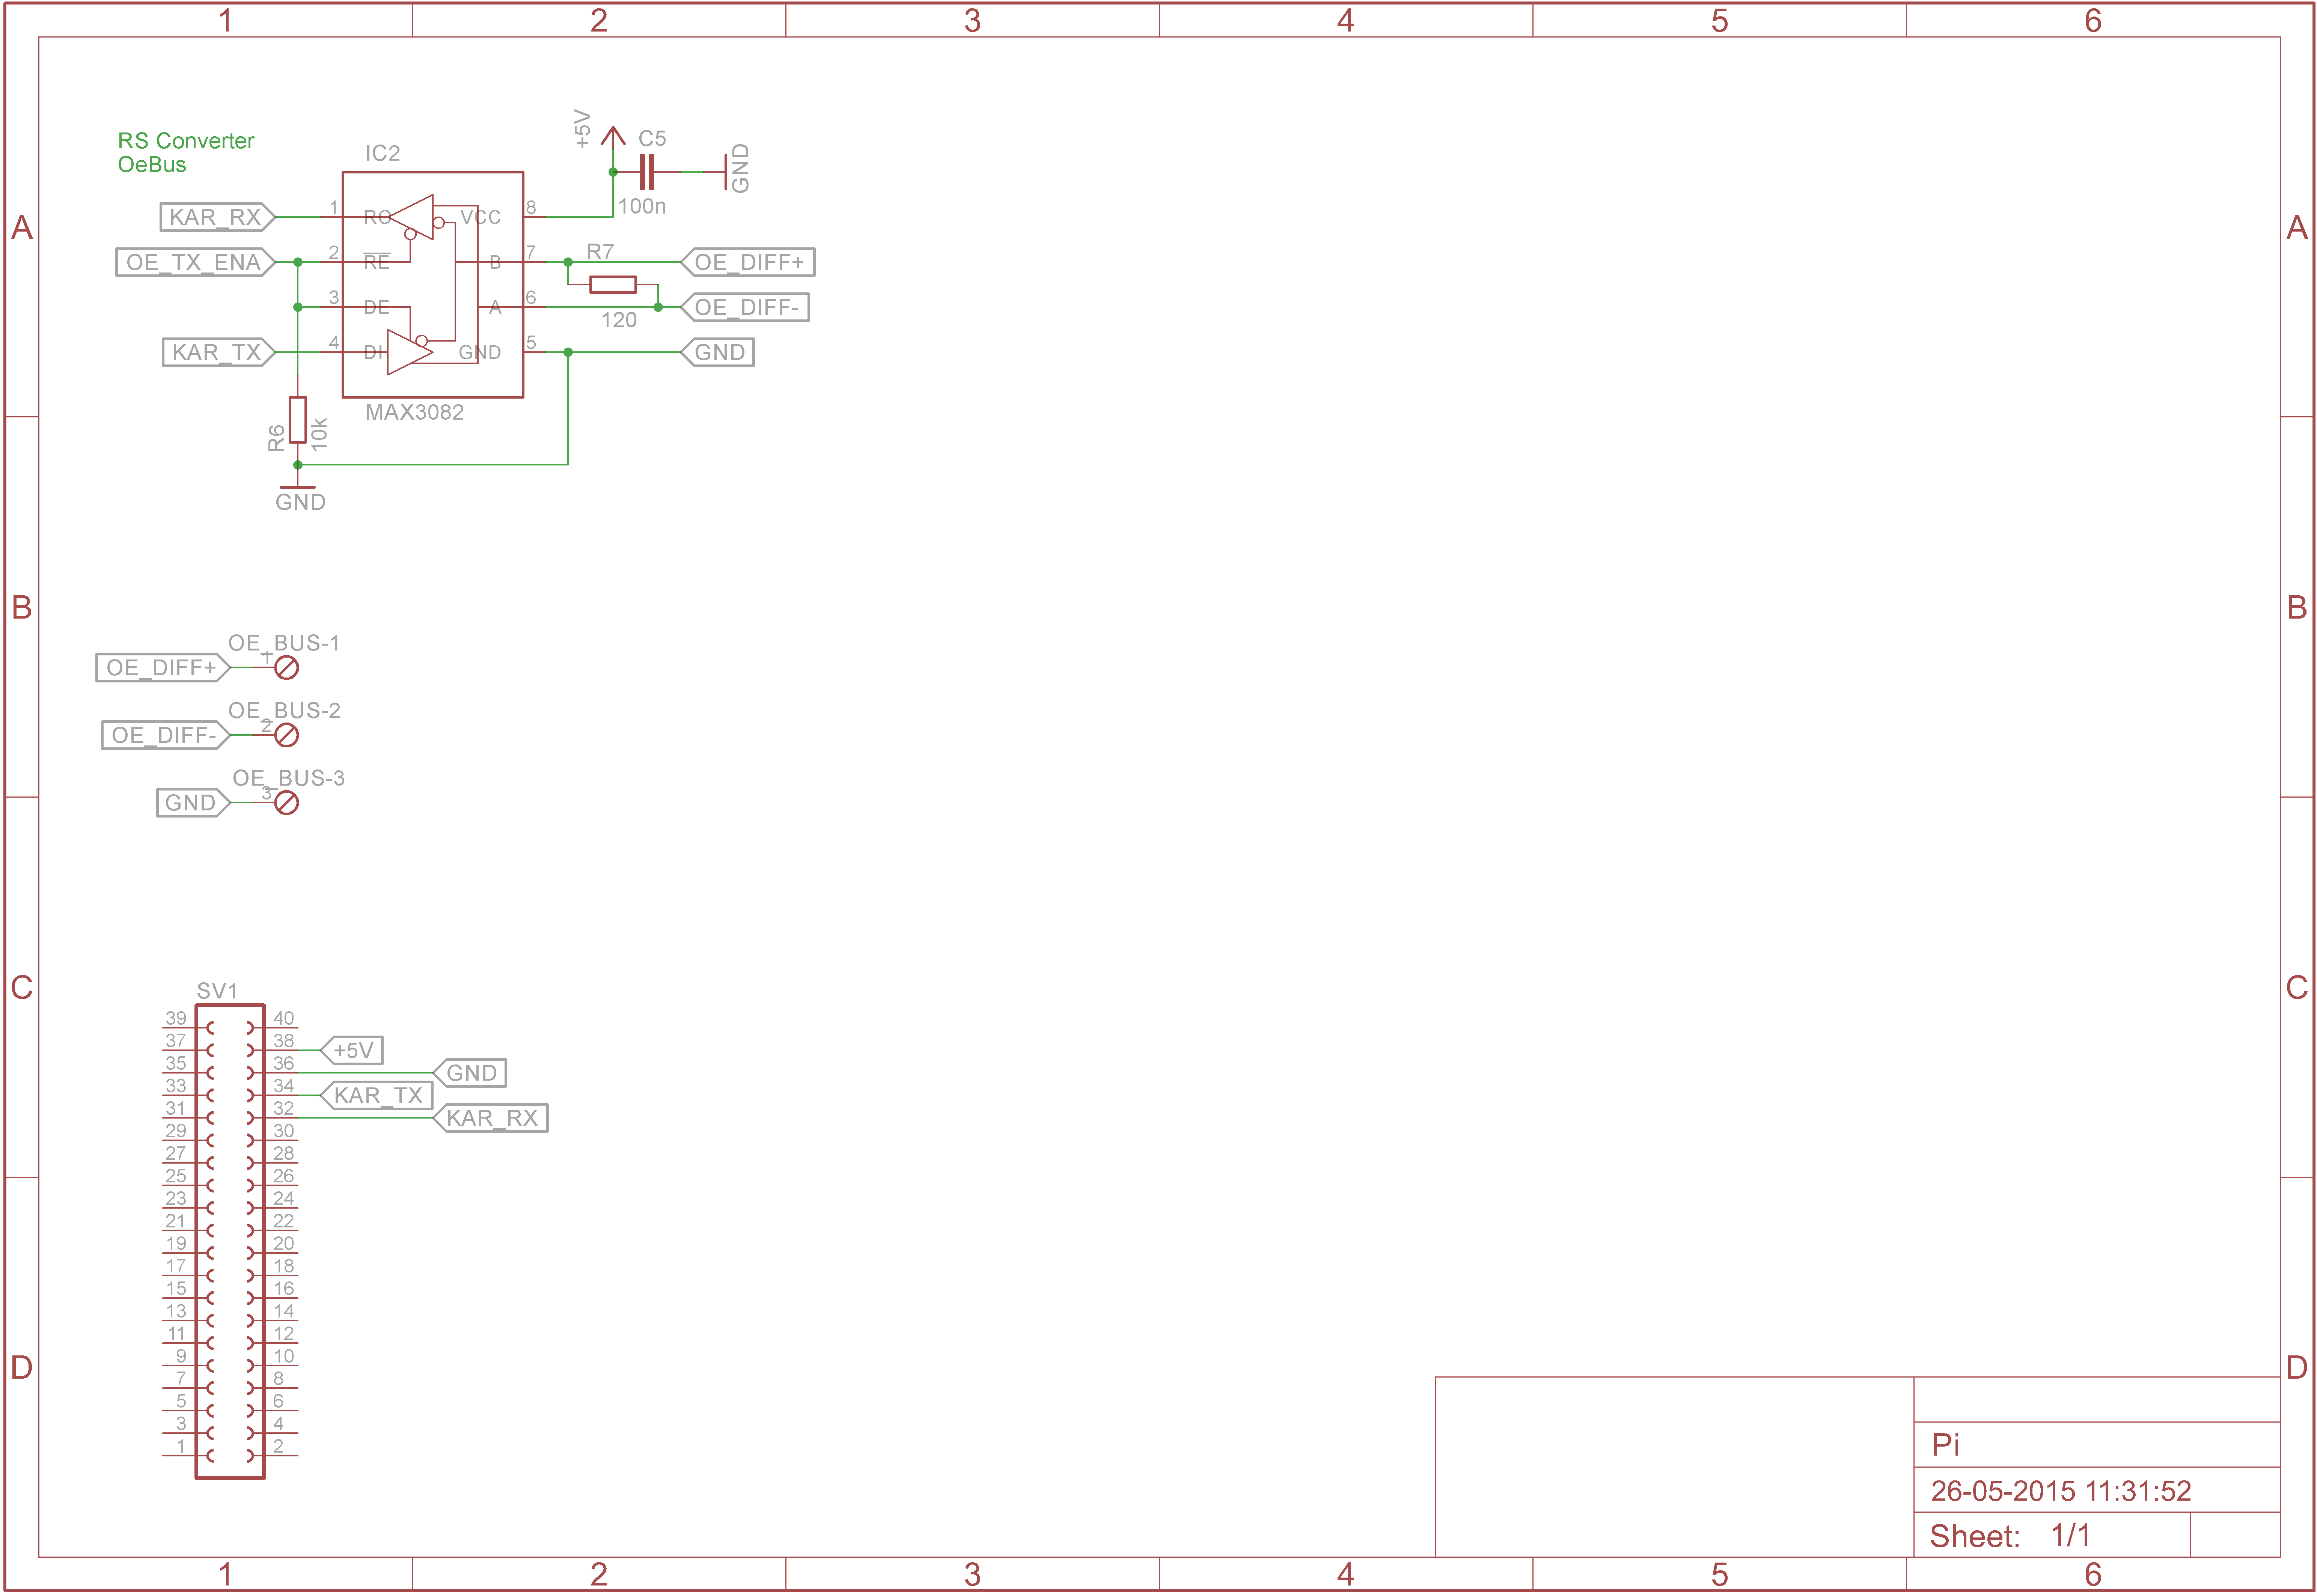 1 2 3 4 5 6
RS Converter
OeBus
IC2
+5V
C5
GND
100n
A A
KAR_RX 1 RO VCC 8
OE_TX_ENA 2 RE B 7 R7 OE_DIFF+
3 DE A 6 120 OE_DIFF-
KAR_TX 4 DI GND 5 GND
MAX3082
R6 10k
GND
B B
OE_BUS-1
OE_DIFF+ 1
OE_BUS-2
OE_DIFF- 2
OE_BUS-3
GND 3
C C
SV1
39 40
37 38 +5V
35 36 GND
33 34 KAR_TX
31 32 KAR_RX
29 30
27 28
25 26
23 24
21 22
19 20
17 18
15 16
13 14
11 12
9 10
D D
7 8
5 6
3 4
1 2
Pi
26-05-2015 11:31:52
Sheet: 1/1
1 2 3 4 5 6